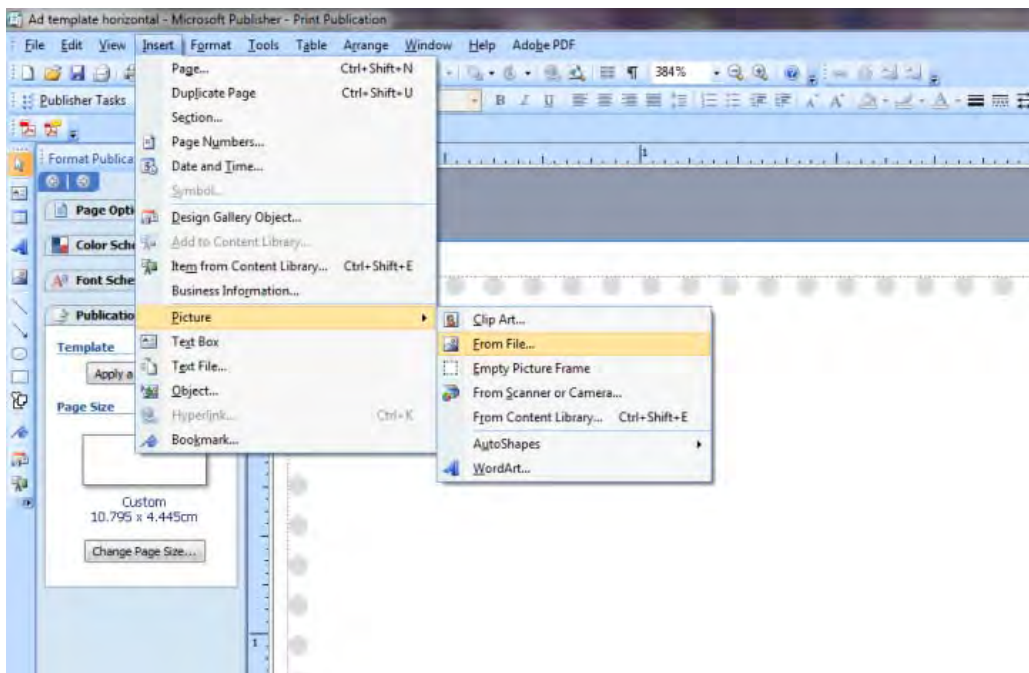 Ad template horizontal - Microsoft Publisher - Print Publication
File Edit View Insert Format Tools Table Arrange Window Help Adobe PDF
384%
Publisher Tasks
B I U
Format Publica
Page Opti
Color Sche
Font Sche
Publicatio
Template
Apply a
Page Size
Custom
10.795 x 4.445cm
Change Page Size...
Page... Ctrl+Shift+N
Duplicate Page Ctrl+Shift+U
Section...
Page Numbers...
Date and Time...
Symbol...
Design Gallery Object...
Add to Content Library...
Item from Content Library... Ctrl+Shift+E
Business Information...
Picture
Text Box
Text File...
Object...
Hyperlink... Ctrl+K
Bookmark...
Clip Art...
From File...
Empty Picture Frame
From Scanner or Camera...
From Content Library... Ctrl+Shift+E
AutoShapes
WordArt...
1
1